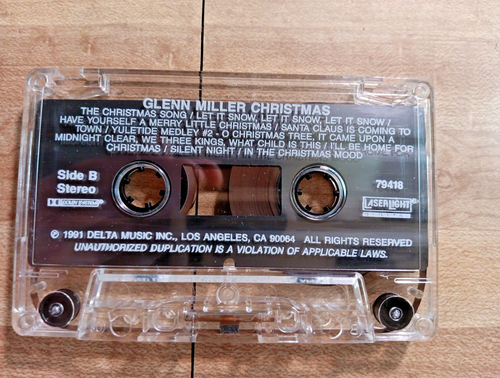 GLENN MILLER CHRISTMAS
THE CHRISTMAS SONG / LET IT SNOW, LET IT SNOW, LET IT SNOW /
HAVE YOURSELF A MERRY LITTLE CHRISTMAS / SANTA CLAUS IS COMING TO
TOWN / YULETIDE MEDLEY #2 - O CHRISTMAS TREE, IT CAME UPON A
MIDNIGHT CLEAR, WE THREE KINGS, WHAT CHILD IS THIS / I'LL BE HOME FOR
CHRISTMAS / SILENT NIGHT / IN THE CHRISTMAS MOOD
Side B
Stereo
79418
DOLBY SYSTEM
LASERLIGHT
℗ 1991 DELTA MUSIC INC., LOS ANGELES, CA 90064 ALL RIGHTS RESERVED
UNAUTHORIZED DUPLICATION IS A VIOLATION OF APPLICABLE LAWS.